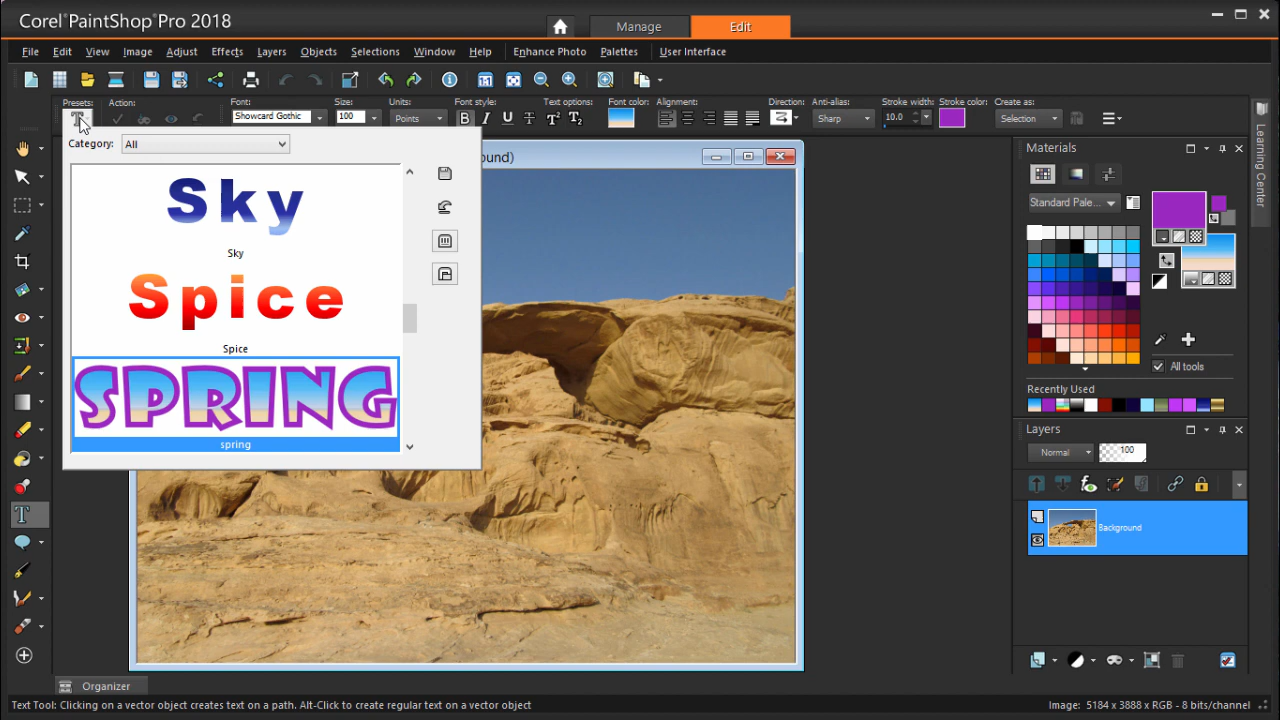 Corel® PaintShop® Pro 2018
Manage
Edit
File Edit View Image Adjust Effects Layers Objects Selections Window Help Enhance Photo Palettes User Interface
Presets: Action: Font: Size: Units: Font style: Text options: Font color: Alignment: Direction: Anti-alias: Stroke width: Stroke color: Create as:
Showcard Gothic 100 Points B I U T T² T₂ Sharp 10.0 Selection
Category: All
ound)
Sky
Sky
Spice
Spice
SPRING
spring
Learning Center
Materials
Standard Pale...
All tools
Recently Used
Layers
Normal 100
Background
Organizer
Text Tool: Clicking on a vector object creates text on a path. Alt-Click to create regular text on a vector object
Image: 5184 x 3888 x RGB - 8 bits/channel